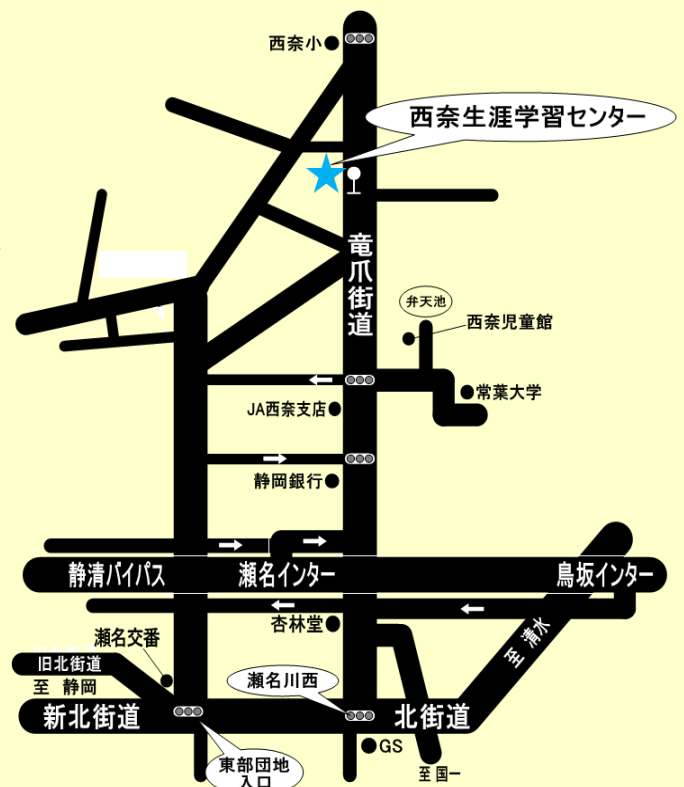 西奈小
西奈生涯学習センター
竜爪街道
弁天池
西奈児童館
常葉大学
JA西奈支店
静岡銀行
静清バイパス
瀬名インター
鳥坂インター
杏林堂
瀬名交番
至 清水
旧北街道
至 静岡
瀬名川西
新北街道
北街道
GS
東部団地
入口
至国一